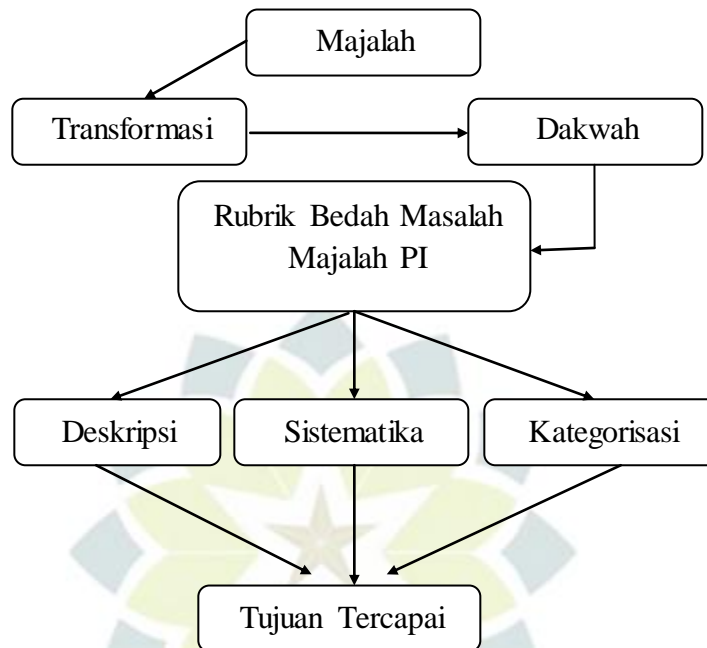 Majalah
Transformasi
Dakwah
Rubrik Bedah Masalah
Majalah PI
Deskripsi
Sistematika
Kategorisasi
Tujuan Tercapai